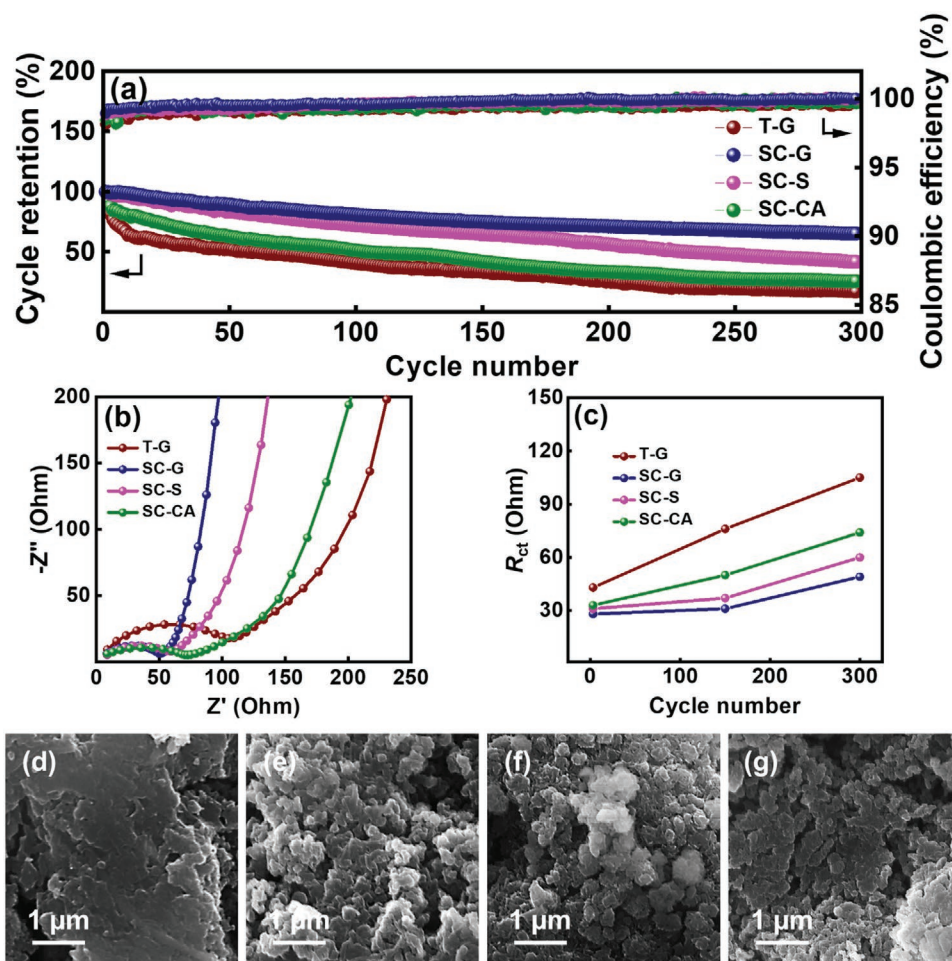 (a)
Cycle retention (%)
200
150
100
50
Coulombic efficiency (%)
100
95
90
85
T-G
SC-G
SC-S
SC-CA
0 50 100 150 200 250 300
Cycle number
(b)
-Z" (Ohm)
200
150
100
50
T-G
SC-G
SC-S
SC-CA
0 50 100 150 200 250
Z' (Ohm)
(c)
Rct (Ohm)
150
120
90
60
30
T-G
SC-G
SC-S
SC-CA
0 100 200 300
Cycle number
(d) (e) (f) (g)
1 μm 1 μm 1 μm 1 μm